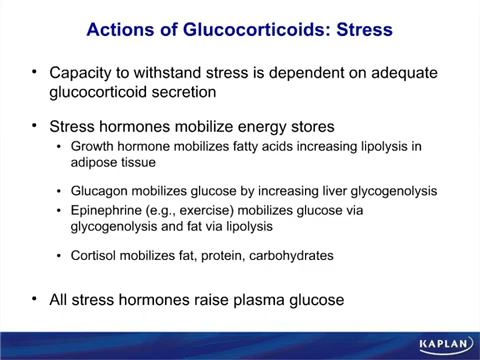 Actions of Glucocorticoids: Stress
• Capacity to withstand stress is dependent on adequate
glucocorticoid secretion
• Stress hormones mobilize energy stores
• Growth hormone mobilizes fatty acids increasing lipolysis in
adipose tissue
• Glucagon mobilizes glucose by increasing liver glycogenolysis
• Epinephrine (e.g., exercise) mobilizes glucose via
glycogenolysis and fat via lipolysis
• Cortisol mobilizes fat, protein, carbohydrates
• All stress hormones raise plasma glucose
KAPLAN